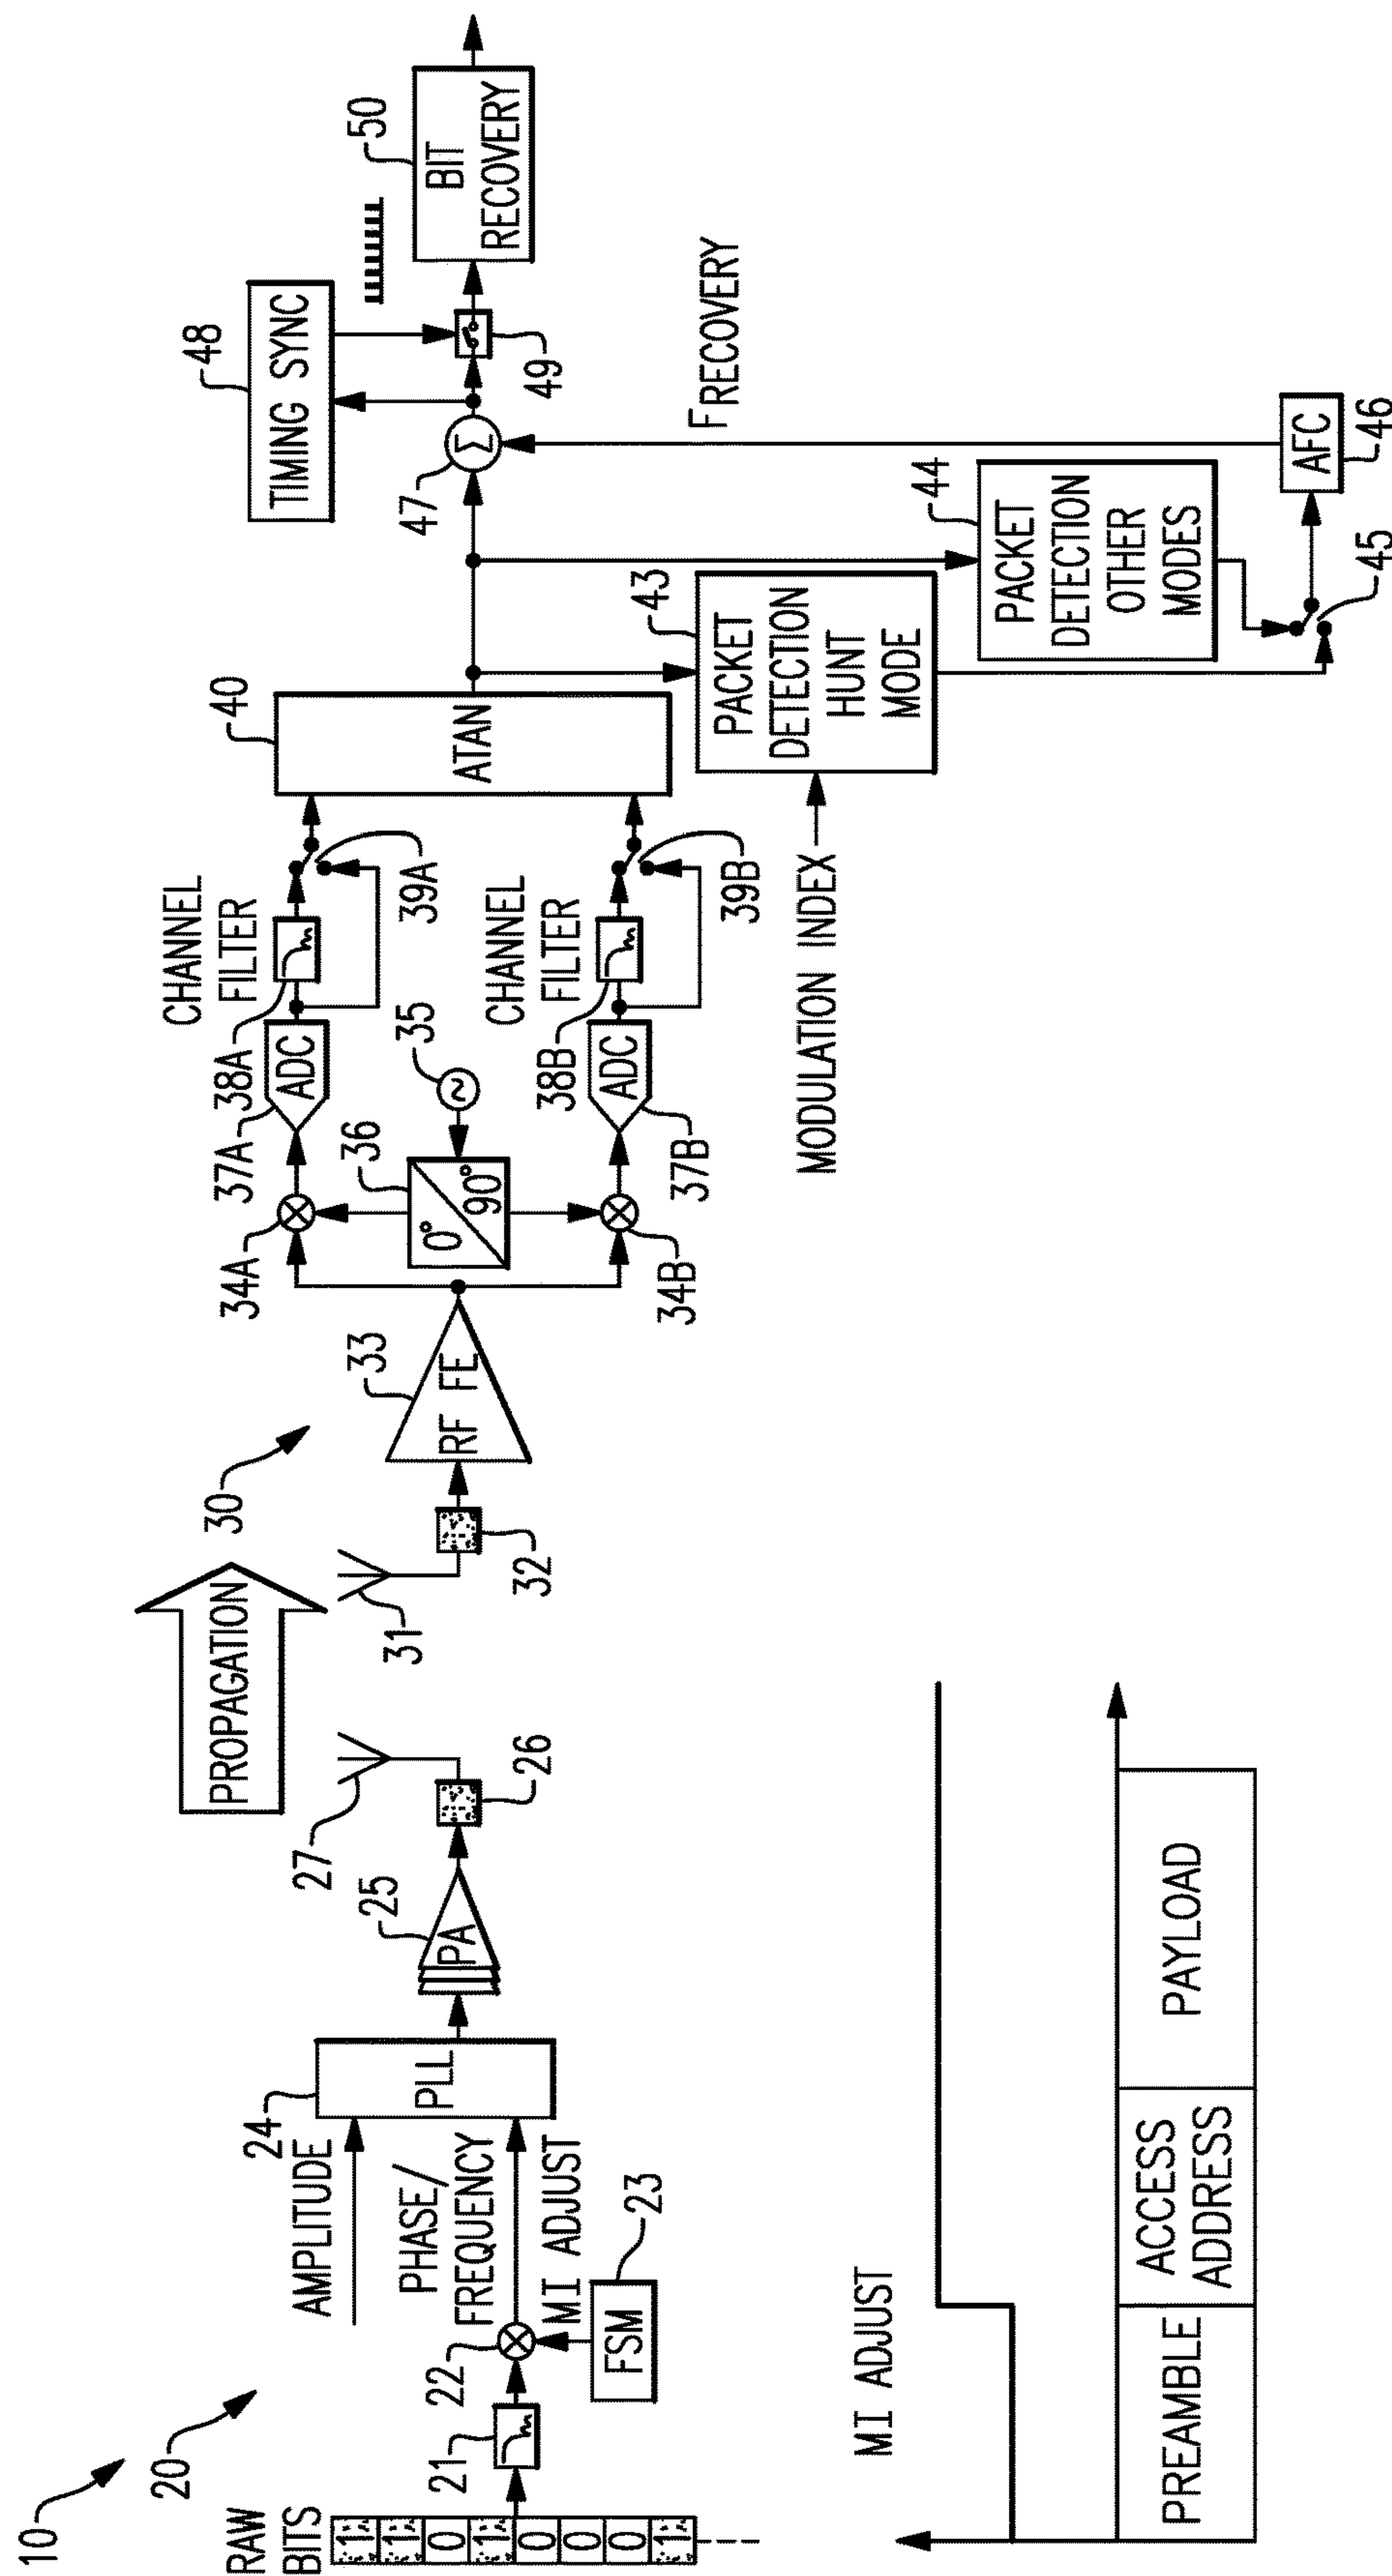 10
20
RAW
BITS
1
1
0
1
0
0
0
1
21
22
FSM
23
MI ADJUST
AMPLITUDE
PHASE/
FREQUENCY
24
PLL
25
PA
26
27
PROPAGATION
30
31
32
33
RF FE
34A
34B
35
36
0°
90°
37A
ADC
37B
ADC
38A
CHANNEL
FILTER
38B
CHANNEL
FILTER
39A
39B
40
ATAN
MODULATION INDEX
43
PACKET
DETECTION
HUNT
MODE
44
PACKET
DETECTION
OTHER
MODES
45
AFC
46
FRECOVERY
47
Σ
48
TIMING SYNC
49
50
BIT
RECOVERY
MI ADJUST
PREAMBLE
ACCESS
ADDRESS
PAYLOAD